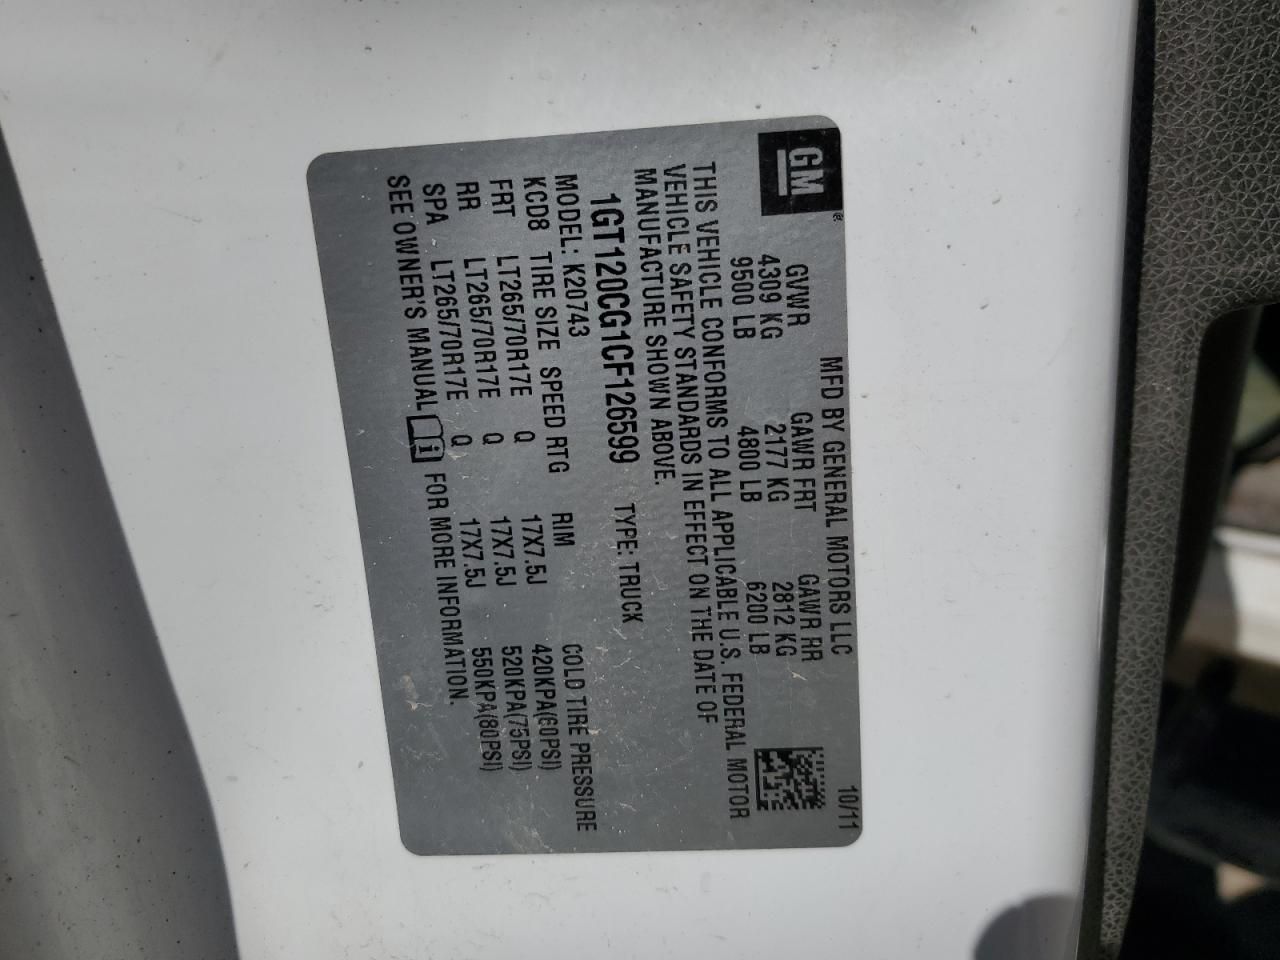 GM®
MFD BY GENERAL MOTORS LLC 10/11
GVWR GAWR FRT GAWR RR
4309 KG 2177 KG 2812 KG
9500 LB 4800 LB 6200 LB
THIS VEHICLE CONFORMS TO ALL APPLICABLE U.S. FEDERAL MOTOR
VEHICLE SAFETY STANDARDS IN EFFECT ON THE DATE OF
MANUFACTURE SHOWN ABOVE.
1GT120CG1CF126599 TYPE: TRUCK
MODEL: K20743
KCD8 TIRE SIZE SPEED RTG RIM COLD TIRE PRESSURE
FRT LT265/70R17E Q 17X7.5J 420KPA(60PSI)
RR LT265/70R17E Q 17X7.5J 520KPA(75PSI)
SPA LT265/70R17E Q 17X7.5J 550KPA(80PSI)
SEE OWNER'S MANUAL i FOR MORE INFORMATION.